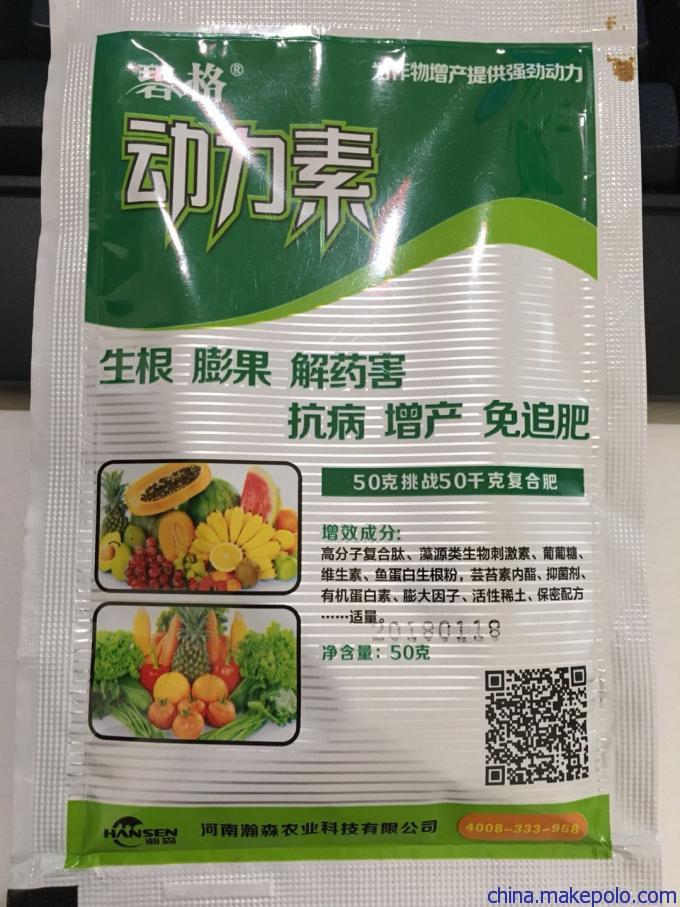 碧格®
为作物增产提供强劲动力
动力素
生根 膨果 解药害
抗病 增产 免追肥
50克挑战50千克复合肥
增效成分:
高分子复合肽、藻源类生物刺激素、葡葡糖、
维生素、鱼蛋白生根粉，芸苔素内酯、抑菌剂、
有机蛋白素、膨大因子、活性稀土、保密配方
……适量。
20180118
净含量：50克
HANSEN
瀚森
河南瀚森农业科技有限公司
4008-333-958
china.makepolo.com